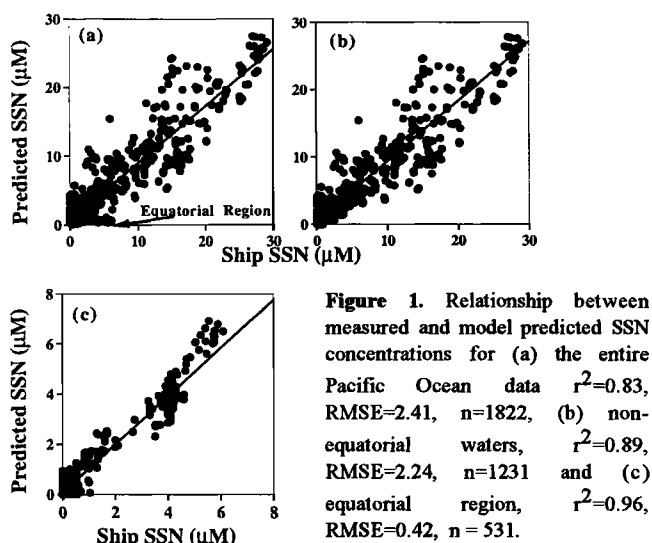 30
(a)
20
10
0
Predicted SSN (μM)
Equatorial Region
0
10
20
30
30
(b)
20
10
0
0
10
20
30
Ship SSN (μM)
8
(c)
6
4
2
0
Predicted SSN (μM)
0
2
4
6
8
Ship SSN (μM)
Figure 1. Relationship between
measured and model predicted SSN
concentrations for (a) the entire
Pacific Ocean data r²=0.83,
RMSE=2.41, n=1822, (b) non-
equatorial waters, r²=0.89,
RMSE=2.24, n=1231 and (c)
equatorial region, r²=0.96,
RMSE=0.42, n = 531.